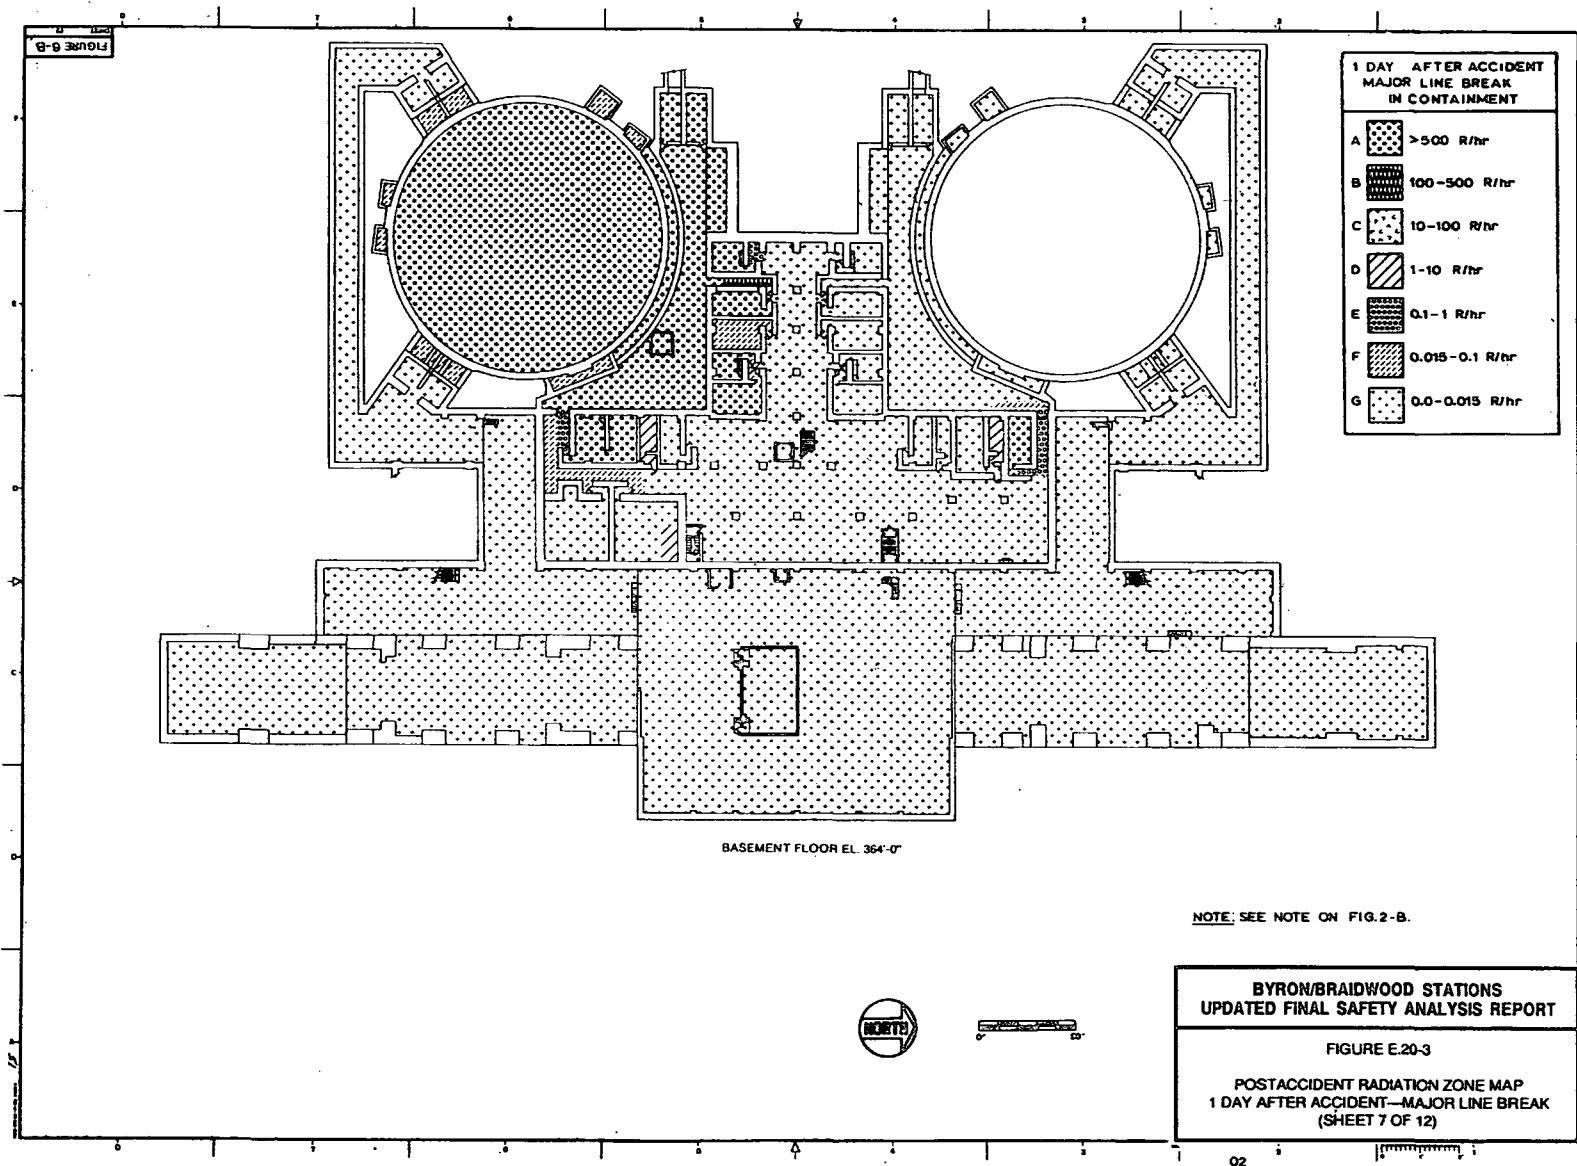 FIGURE 6-B
1 DAY AFTER ACCIDENT
MAJOR LINE BREAK
IN CONTAINMENT
A >500 R/hr
B 100-500 R/hr
C 10-100 R/hr
D 1-10 R/hr
E 0.1-1 R/hr
F 0.015-0.1 R/hr
G 0.0-0.015 R/hr
BASEMENT FLOOR EL. 364'-0"
NOTE: SEE NOTE ON FIG.2-B.
NORTH
BYRON/BRAIDWOOD STATIONS
UPDATED FINAL SAFETY ANALYSIS REPORT
FIGURE E.20-3
POSTACCIDENT RADIATION ZONE MAP
1 DAY AFTER ACCIDENT—MAJOR LINE BREAK
(SHEET 7 OF 12)
02